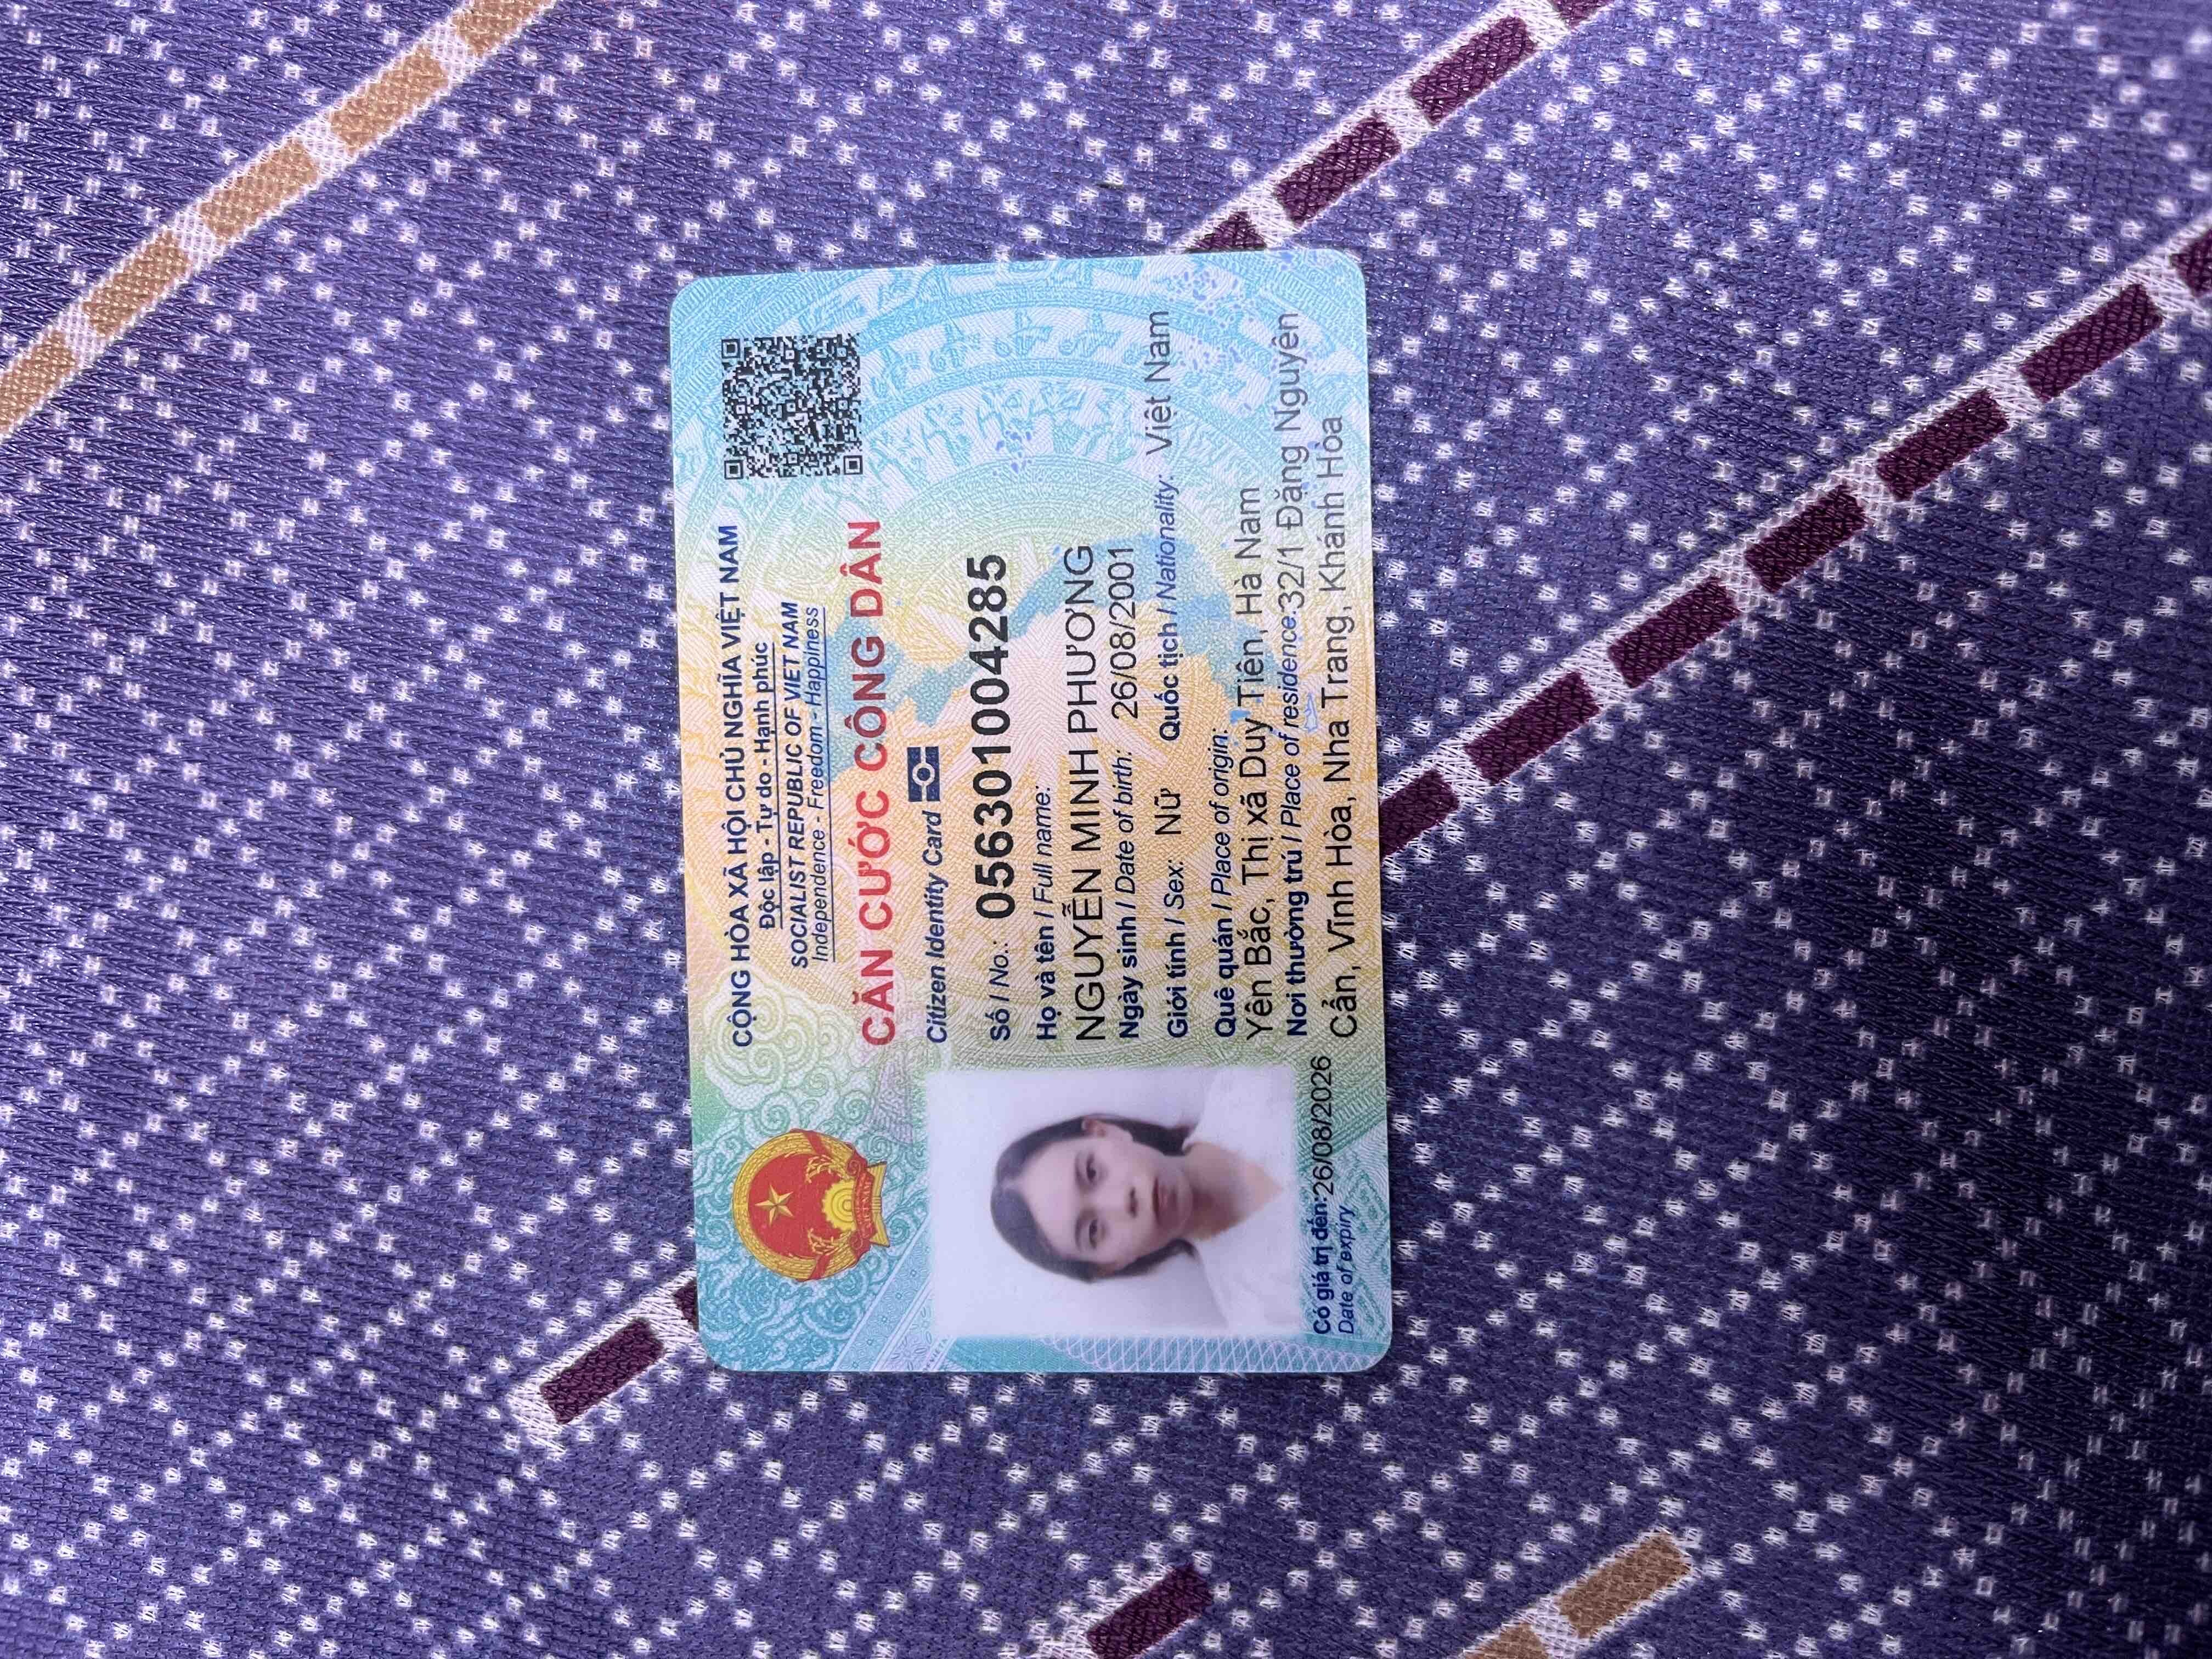 CỘNG HÒA XÃ HỘI CHỦ NGHĨA VIỆT NAM
Độc lập - Tự do - Hạnh phúc
SOCIALIST REPUBLIC OF VIET NAM
Independence - Freedom - Happiness
CĂN CƯỚC CÔNG DÂN
Citizen Identity Card
Số / No.: 056301004285
Họ và tên / Full name:
NGUYỄN MINH PHƯƠNG
Ngày sinh / Date of birth: 26/08/2001
Giới tính / Sex: Nữ Quốc tịch / Nationality: Việt Nam
Quê quán / Place of origin:
Yên Bắc, Thị xã Duy Tiên, Hà Nam
Nơi thường trú / Place of residence: 32/1 Đặng Nguyên
Cẩn, Vĩnh Hòa, Nha Trang, Khánh Hòa
Có giá trị đến: 26/08/2026
Date of expiry